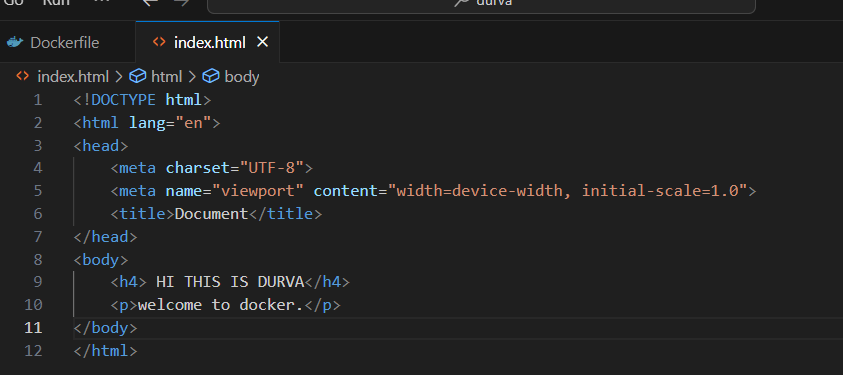 Go Run ... durva
Dockerfile index.html
index.html > html > body
1 <!DOCTYPE html>
2 <html lang="en">
3 <head>
4 <meta charset="UTF-8">
5 <meta name="viewport" content="width=device-width, initial-scale=1.0">
6 <title>Document</title>
7 </head>
8 <body>
9 <h4> HI THIS IS DURVA</h4>
10 <p>welcome to docker.</p>
11 </body>
12 </html>